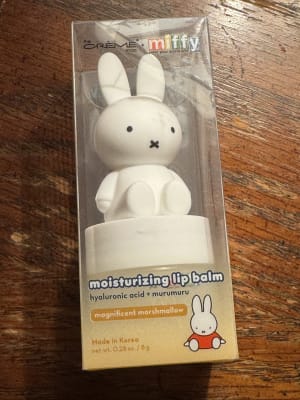 the
CRÈME
miffy
moisturizing lip balm
hyaluronic acid + murumuru
magnificent marshmallow
Made in Korea
net wt. 0.28 oz. / 8 g